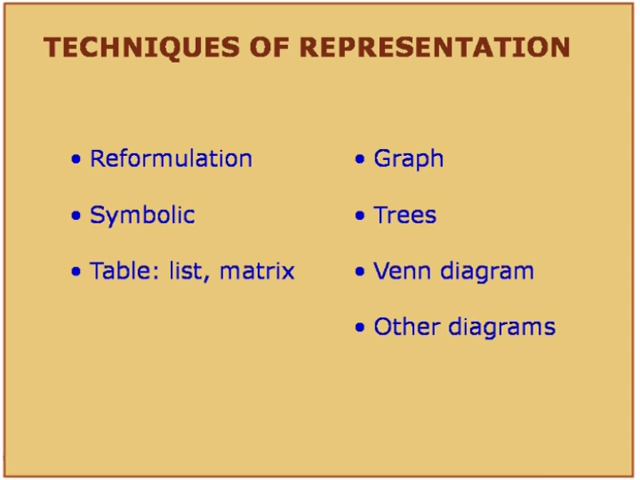 TECHNIQUES OF REPRESENTATION
• Reformulation
• Symbolic
• Table: list, matrix
• Graph
• Trees
• Venn diagram
• Other diagrams